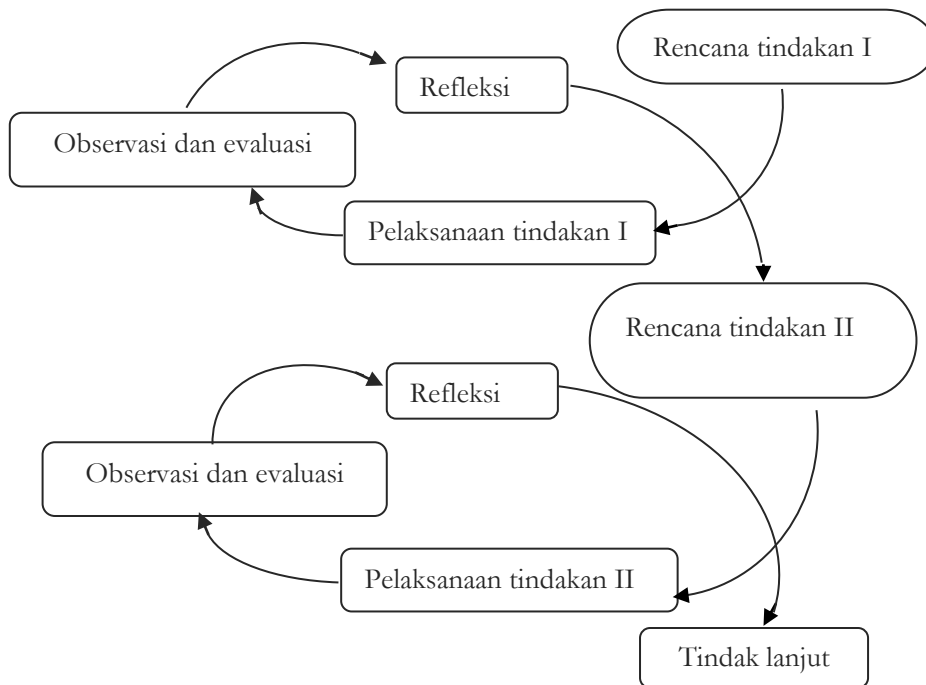 Rencana tindakan I
Refleksi
Observasi dan evaluasi
Pelaksanaan tindakan I
Rencana tindakan II
Refleksi
Observasi dan evaluasi
Pelaksanaan tindakan II
Tindak lanjut